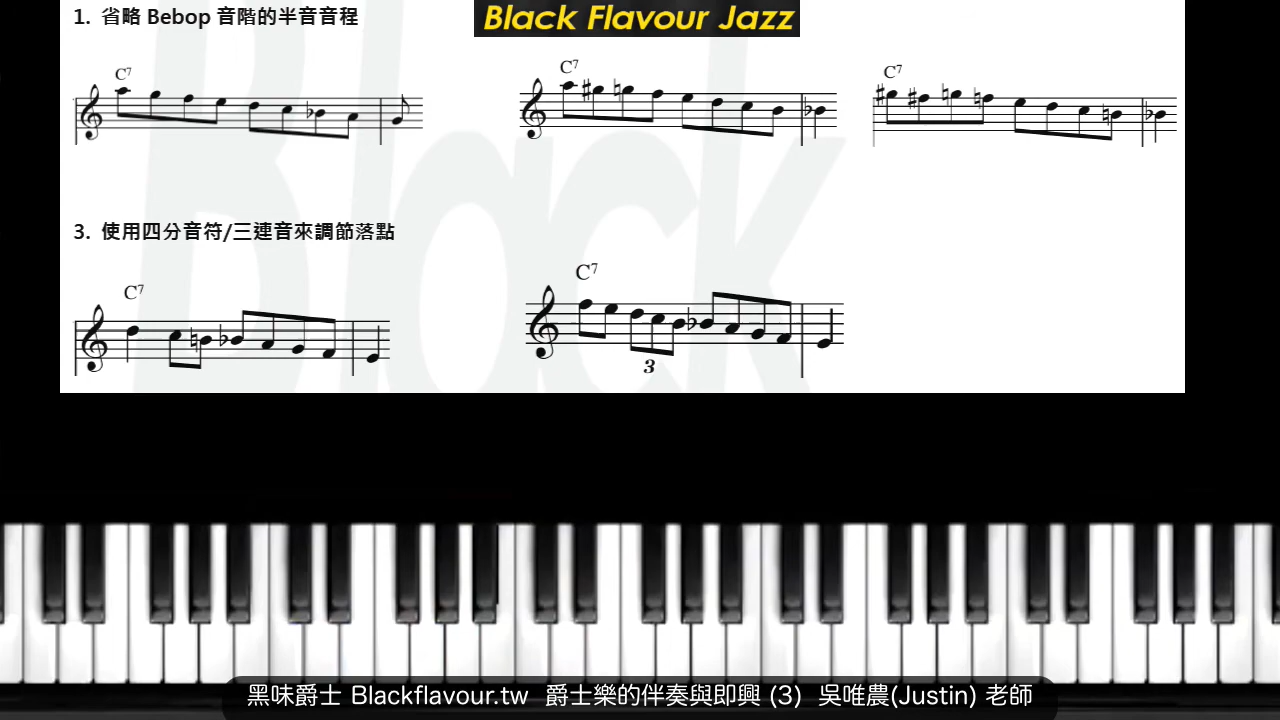 1. 省略 Bebop 音階的半音音程
Black Flavour Jazz
C7
C7
C7
3. 使用四分音符/三連音來調節落點
C7
C7
3
Black
黑味爵士 Blackflavour.tw 爵士樂的伴奏與即興 (3) 吳唯農(Justin) 老師